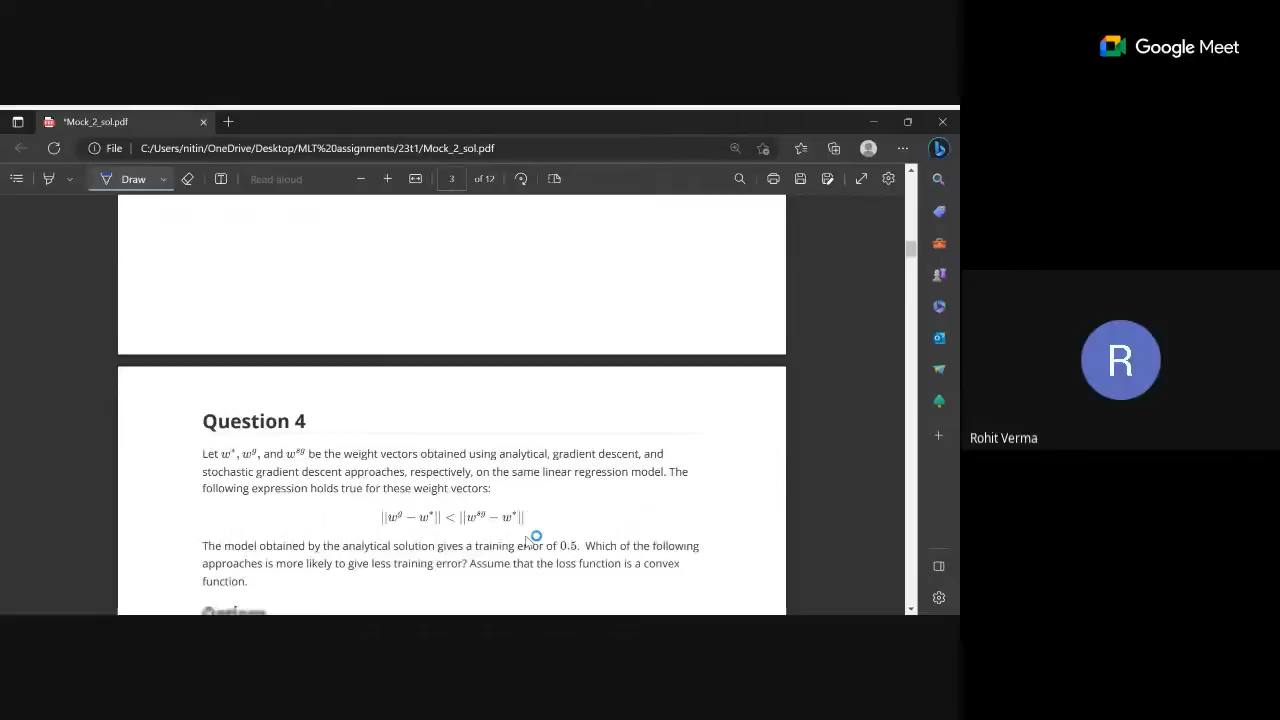 Google Meet
*Mock_2_sol.pdf
File C:/Users/nitin/OneDrive/Desktop/MLT%20assignments/23t1/Mock_2_sol.pdf
Draw Read aloud 3 of 12
Question 4
Let w*, w^g, and w^sg be the weight vectors obtained using analytical, gradient descent, and
stochastic gradient descent approaches, respectively, on the same linear regression model. The
following expression holds true for these weight vectors:
||w^g − w*|| < ||w^sg − w*||
The model obtained by the analytical solution gives a training error of 0.5. Which of the following
approaches is more likely to give less training error? Assume that the loss function is a convex
function.
Options
R
Rohit Verma